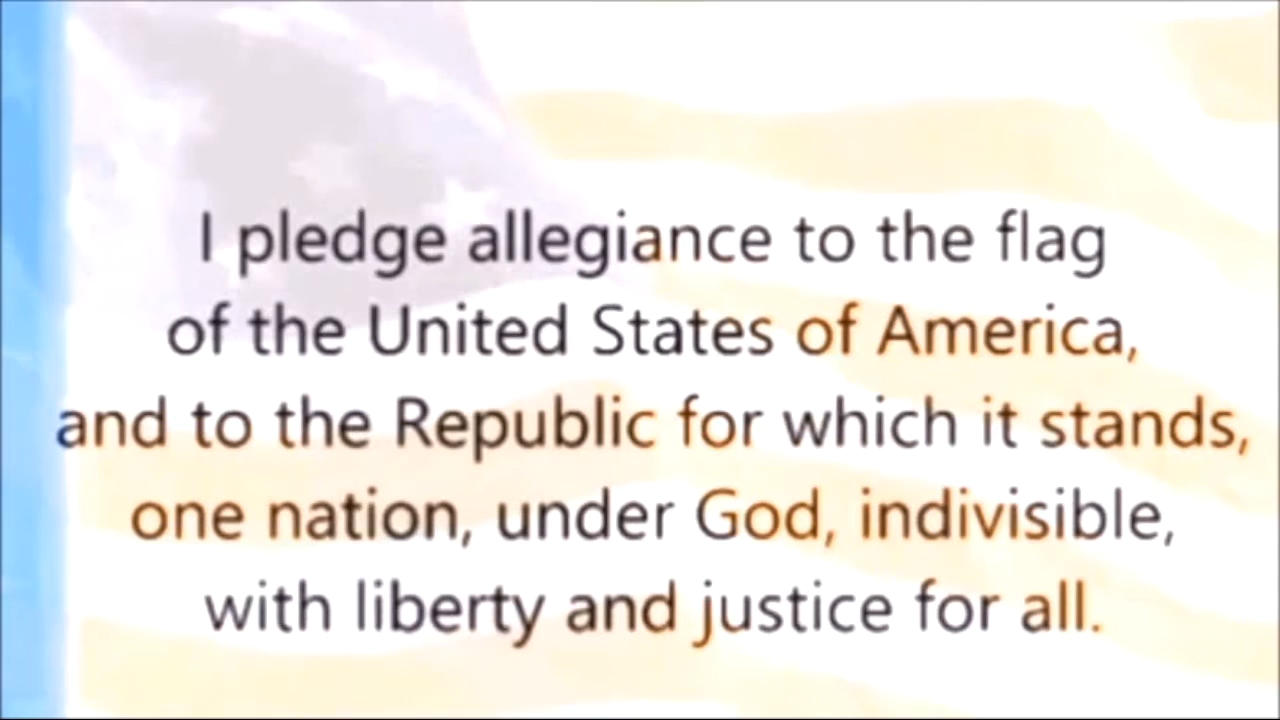 I pledge allegiance to the flag
of the United States of America,
and to the Republic for which it stands,
one nation, under God, indivisible,
with liberty and justice for all.